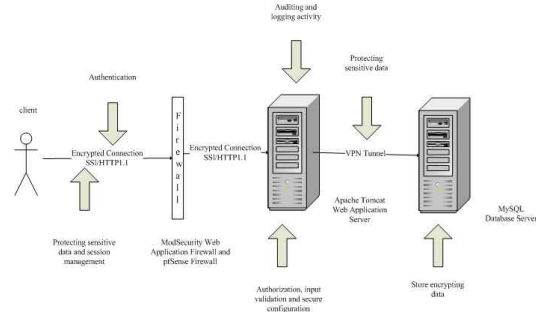 Auditing and
logging activity
Protecting
sensitive data
Authentication
client
Encrypted Connection
SSl/HTTP1.1
Firewall
Encrypted Connection
SSl/HTTP1.1
VPN Tunnel
Apache Tomcat
Web Application
Server
MySQL
Database Server
Protecting sensitive
data and session
management
ModSecurity Web
Application Firewall and
pfSense Firewall
Authorization, input
validation and secure
configuration
Store encrypting
data